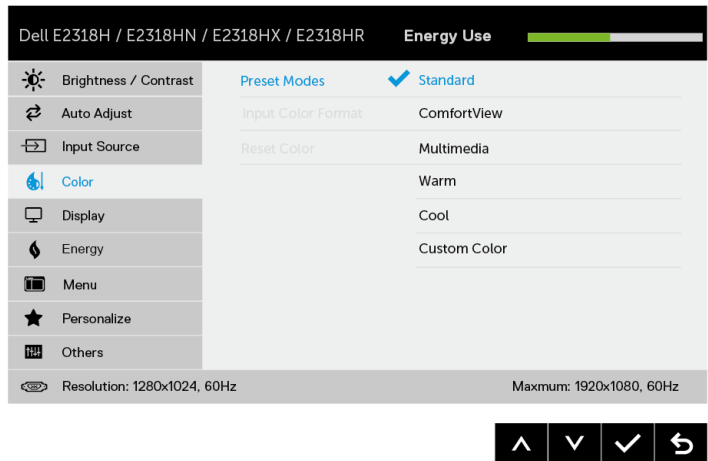 Dell E2318H / E2318HN / E2318HX / E2318HR Energy Use
Brightness / Contrast Preset Modes Standard
Auto Adjust Input Color Format ComfortView
Input Source Reset Color Multimedia
Color Warm
Display Cool
Energy Custom Color
Menu
Personalize
Others
Resolution: 1280x1024, 60Hz Maxmum: 1920x1080, 60Hz